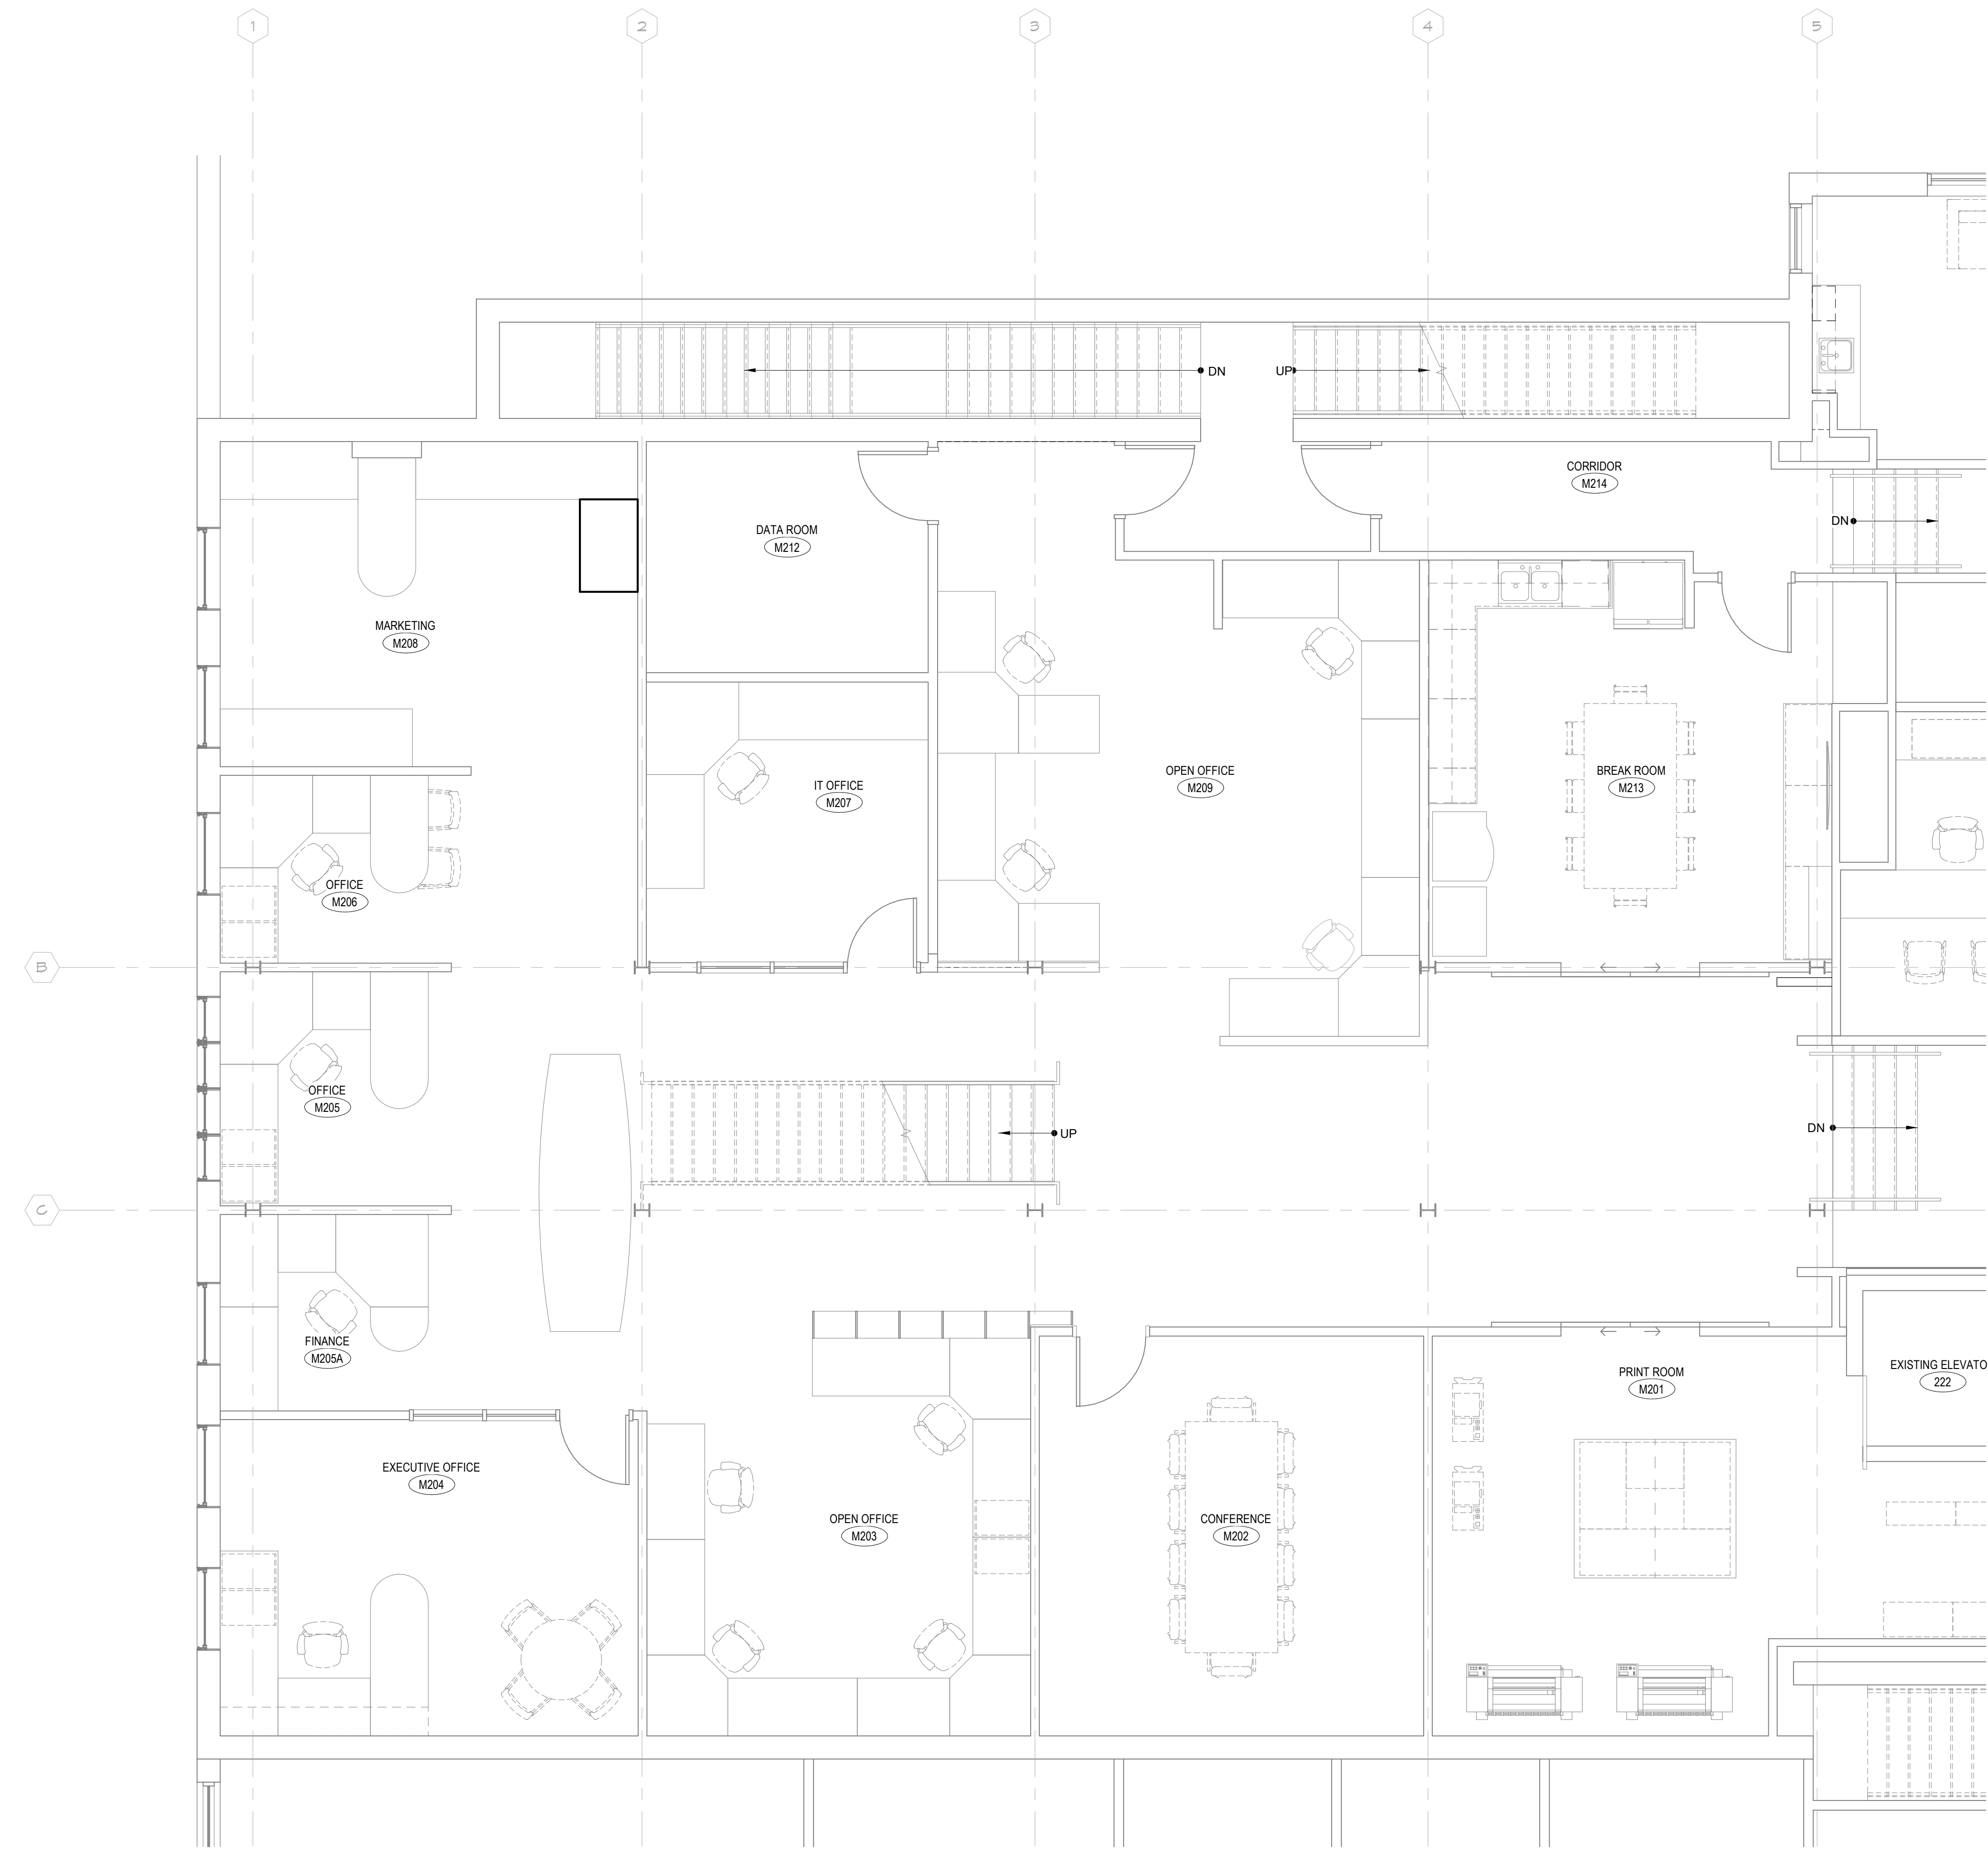 1 2 3 4 5
DN UP
CORRIDOR
M214
DN
DATA ROOM
M212
MARKETING
M208
IT OFFICE
M207
OPEN OFFICE
M209
BREAK ROOM
M213
OFFICE
M206
B
OFFICE
M205
UP
DN
C
FINANCE
M205A
PRINT ROOM
M201
EXISTING ELEVATO
222
EXECUTIVE OFFICE
M204
OPEN OFFICE
M203
CONFERENCE
M202